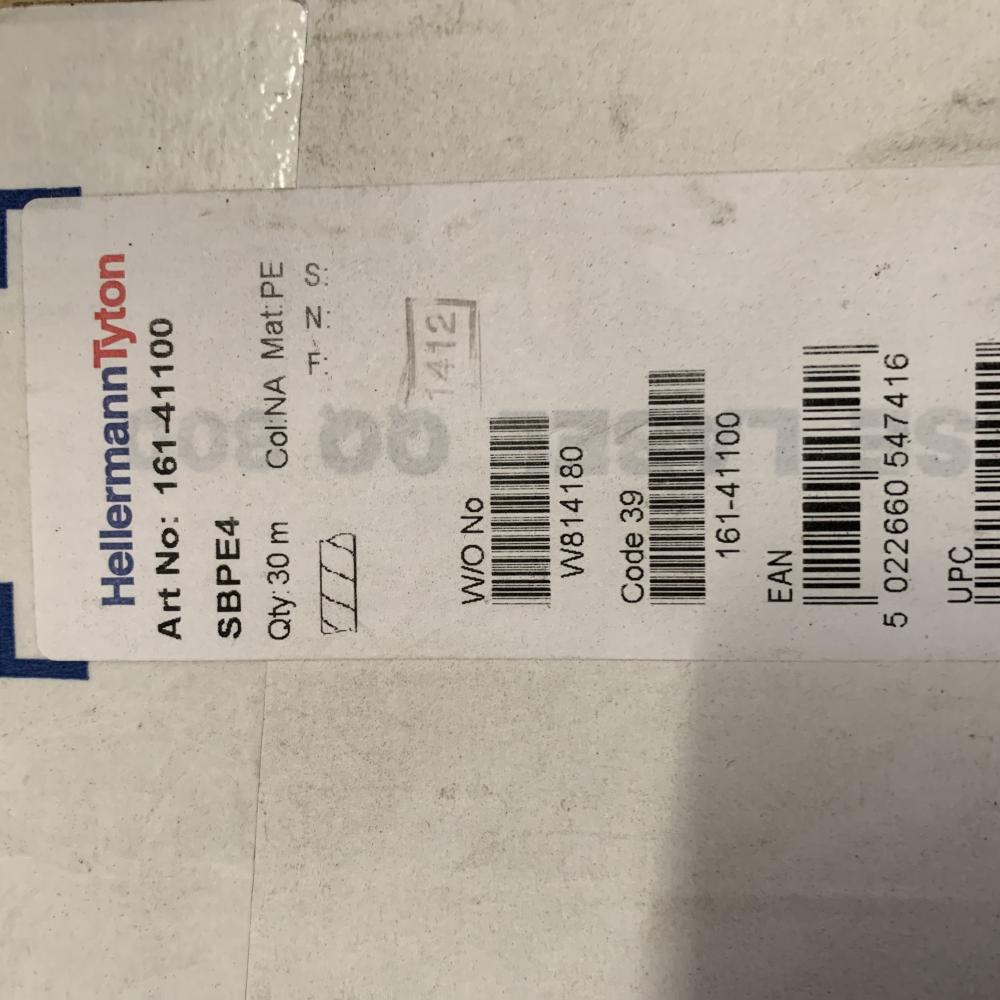 HellermannTyton
Art No: 161-41100
SBPE4
Qty:30 m Col:NA Mat:PE
F: N S:
1412
W/O No
W814180
Code 39
161-41100
EAN
5 022660 547416
UPC